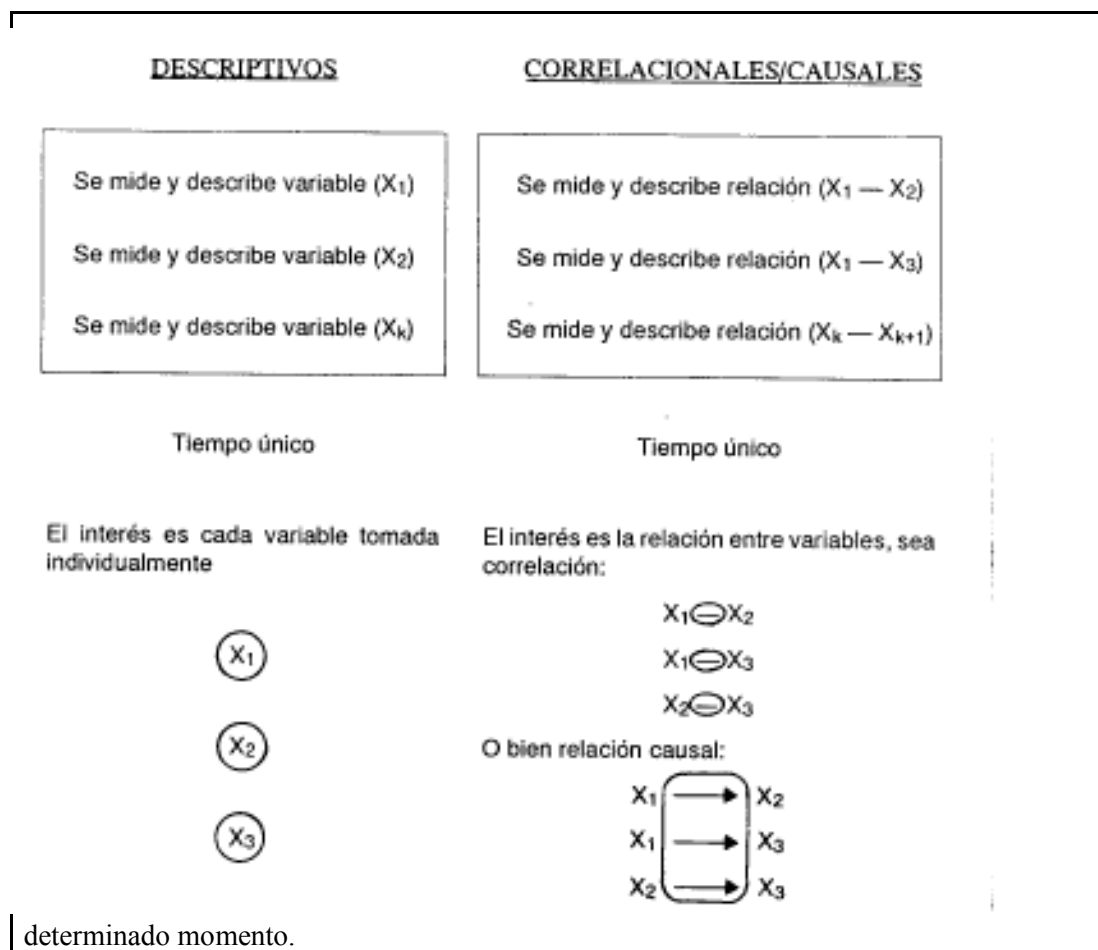 DESCRIPTIVOS
Se mide y describe variable (X₁)
Se mide y describe variable (X₂)
Se mide y describe variable (Xₖ)
Tiempo único
El interés es cada variable tomada
individualmente
X₁
X₂
X₃
CORRELACIONALES/CAUSALES
Se mide y describe relación (X₁ — X₂)
Se mide y describe relación (X₁ — X₃)
Se mide y describe relación (Xₖ — Xₖ₊₁)
Tiempo único
El interés es la relación entre variables, sea
correlación:
X₁ — X₂
X₁ — X₃
X₂ — X₃
O bien relación causal:
X₁ → X₂
X₁ → X₃
X₂ → X₃
determinado momento.